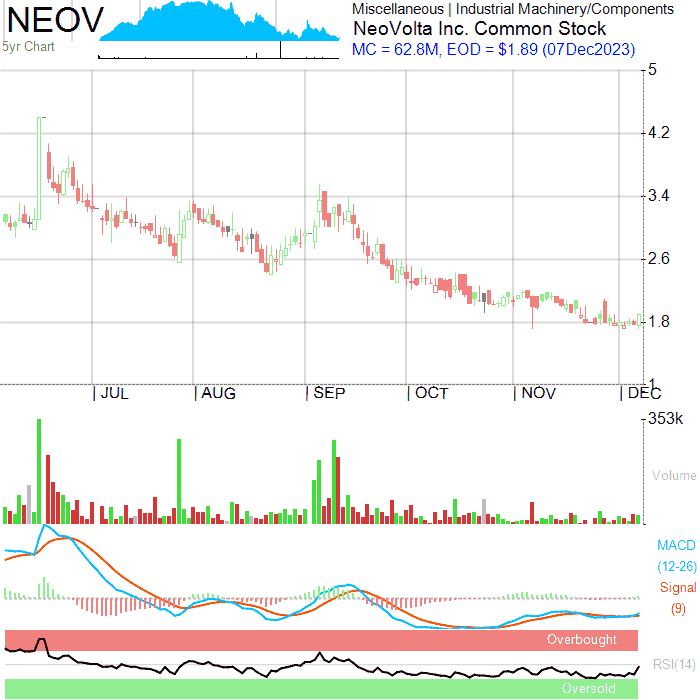 NEOV
5yr Chart
Miscellaneous | Industrial Machinery/Components
NeoVolta Inc. Common Stock
MC = 62.8M, EOD = $1.89 (07Dec2023)
5
4.2
3.4
2.6
1.8
1
| JUL | AUG | SEP | OCT | NOV | DEC
353k
Volume
MACD
(12-26)
Signal
(9)
Overbought
RSI(14)
Oversold